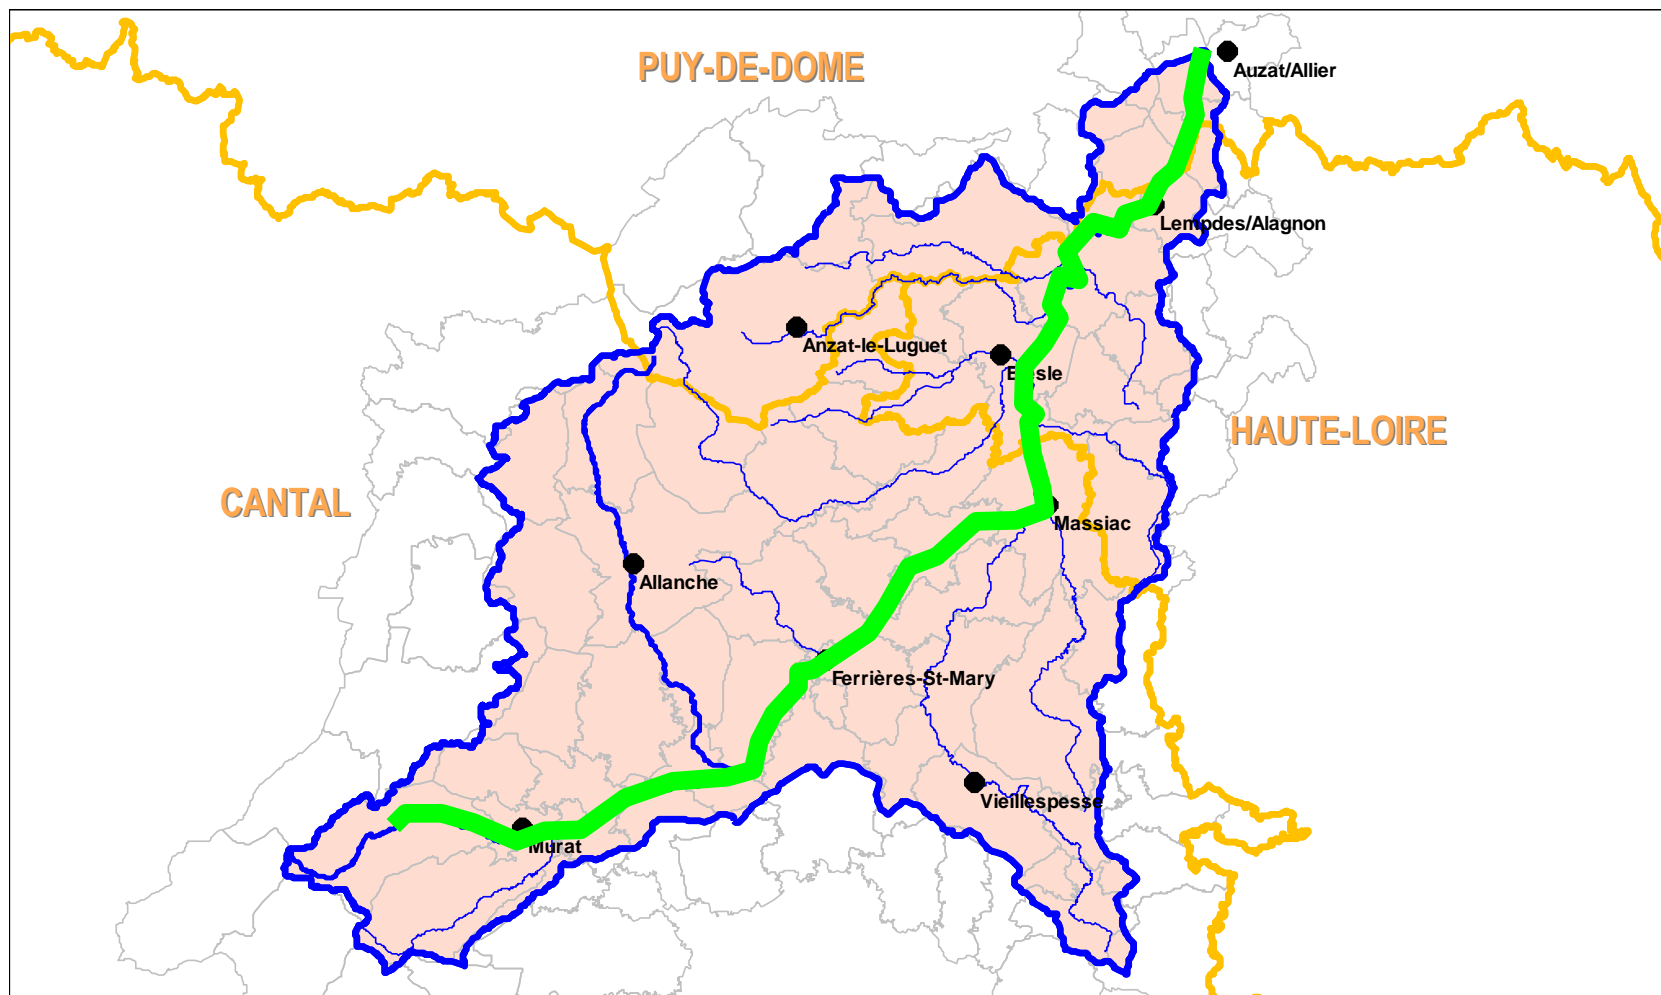 PUY-DE-DOME
Auzat/Allier
Lempdes/Alagnon
Anzat-le-Luguet
Blesle
HAUTE-LOIRE
CANTAL
Massiac
Allanche
Ferrières-St-Mary
Vieillespesse
Murat